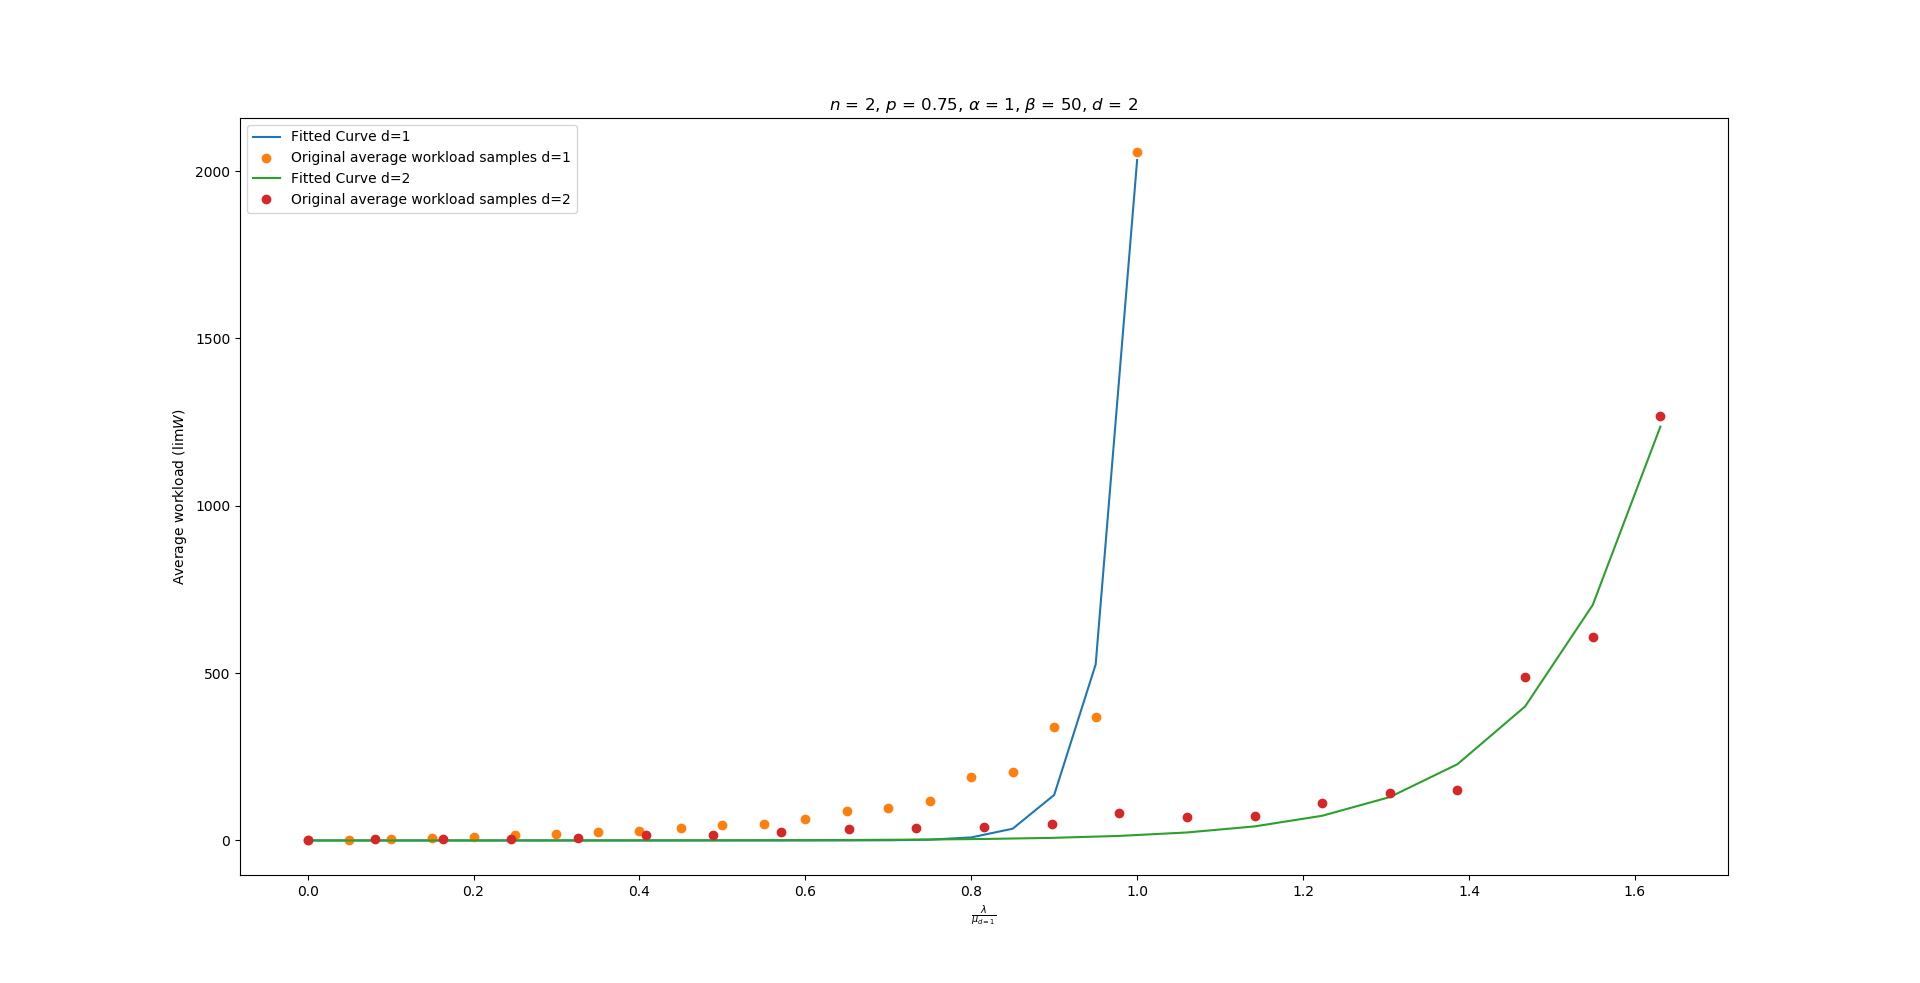 n = 2, p = 0.75, α = 1, β = 50, d = 2
Fitted Curve d=1
Original average workload samples d=1
Fitted Curve d=2
Original average workload samples d=2
2000
1500
1000
500
0
Average workload (limW)
0.0 0.2 0.4 0.6 0.8 1.0 1.2 1.4 1.6
λ
μd=1